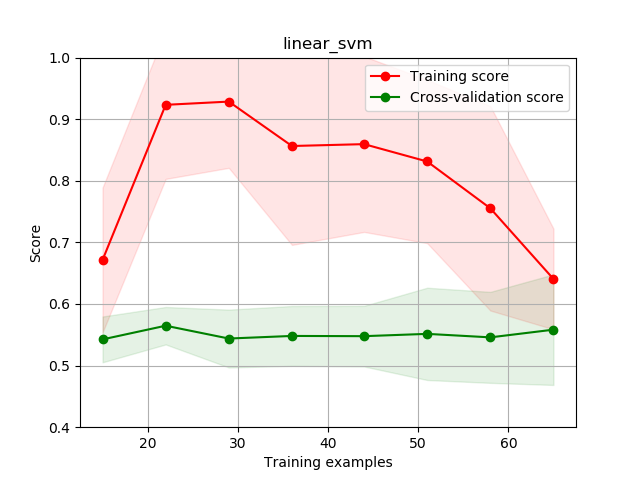 linear_svm
1.0
0.9
0.8
0.7
0.6
0.5
0.4
Score
Training score
Cross-validation score
20
30
40
50
60
Training examples